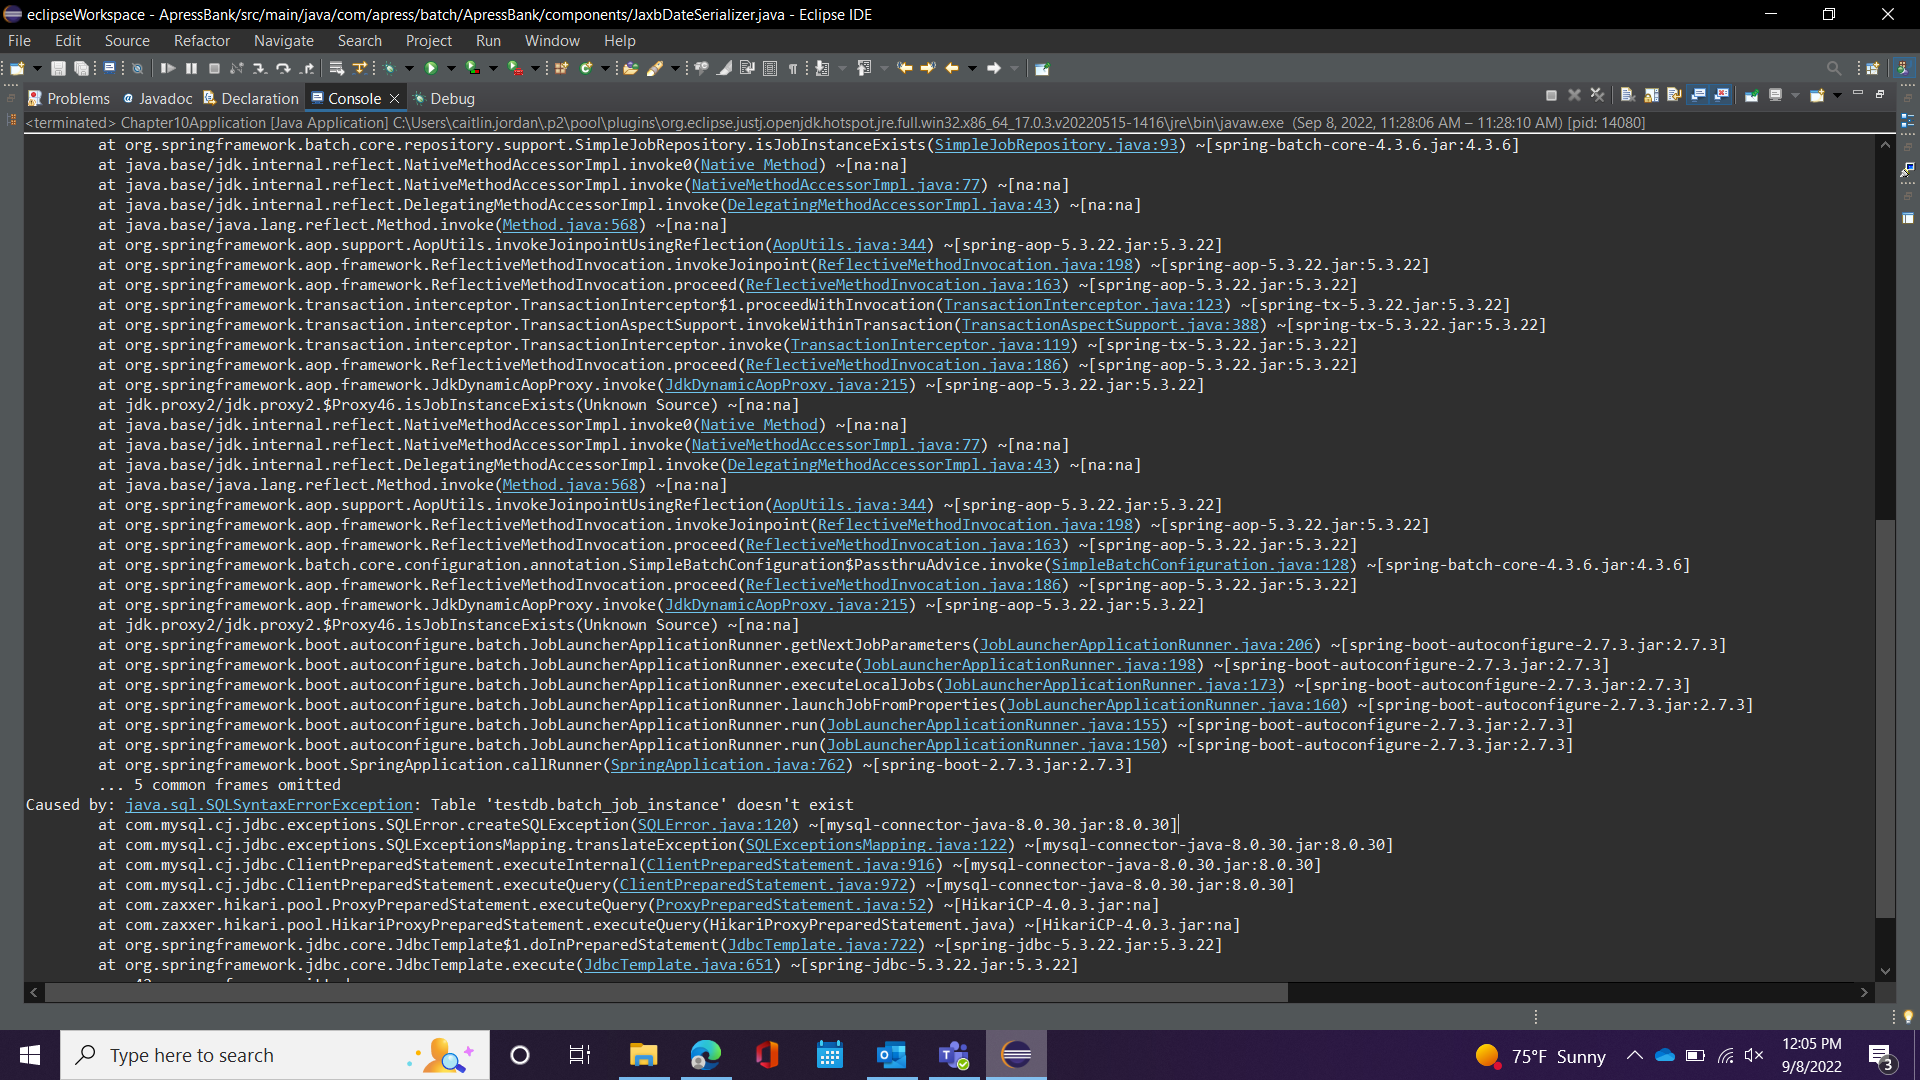 eclipseWorkspace - ApressBank/src/main/java/com/apress/batch/ApressBank/components/JaxbDateSerializer.java - Eclipse IDE
File Edit Source Refactor Navigate Search Project Run Window Help
Problems Javadoc Declaration Console Debug
<terminated> Chapter10Application [Java Application] C:\Users\caitlin.jordan\.p2\pool\plugins\org.eclipse.justj.openjdk.hotspot.jre.full.win32.x86_64_17.0.3.v20220515-1416\jre\bin\javaw.exe (Sep 8, 2022, 11:28:06 AM – 11:28:10 AM) [pid: 14080]
at org.springframework.batch.core.repository.support.SimpleJobRepository.isJobInstanceExists(SimpleJobRepository.java:93) ~[spring-batch-core-4.3.6.jar:4.3.6]
at java.base/jdk.internal.reflect.NativeMethodAccessorImpl.invoke0(Native Method) ~[na:na]
at java.base/jdk.internal.reflect.NativeMethodAccessorImpl.invoke(NativeMethodAccessorImpl.java:77) ~[na:na]
at java.base/jdk.internal.reflect.DelegatingMethodAccessorImpl.invoke(DelegatingMethodAccessorImpl.java:43) ~[na:na]
at java.base/java.lang.reflect.Method.invoke(Method.java:568) ~[na:na]
at org.springframework.aop.support.AopUtils.invokeJoinpointUsingReflection(AopUtils.java:344) ~[spring-aop-5.3.22.jar:5.3.22]
at org.springframework.aop.framework.ReflectiveMethodInvocation.invokeJoinpoint(ReflectiveMethodInvocation.java:198) ~[spring-aop-5.3.22.jar:5.3.22]
at org.springframework.aop.framework.ReflectiveMethodInvocation.proceed(ReflectiveMethodInvocation.java:163) ~[spring-aop-5.3.22.jar:5.3.22]
at org.springframework.transaction.interceptor.TransactionInterceptor$1.proceedWithInvocation(TransactionInterceptor.java:123) ~[spring-tx-5.3.22.jar:5.3.22]
at org.springframework.transaction.interceptor.TransactionAspectSupport.invokeWithinTransaction(TransactionAspectSupport.java:388) ~[spring-tx-5.3.22.jar:5.3.22]
at org.springframework.transaction.interceptor.TransactionInterceptor.invoke(TransactionInterceptor.java:119) ~[spring-tx-5.3.22.jar:5.3.22]
at org.springframework.aop.framework.ReflectiveMethodInvocation.proceed(ReflectiveMethodInvocation.java:186) ~[spring-aop-5.3.22.jar:5.3.22]
at org.springframework.aop.framework.JdkDynamicAopProxy.invoke(JdkDynamicAopProxy.java:215) ~[spring-aop-5.3.22.jar:5.3.22]
at jdk.proxy2/jdk.proxy2.$Proxy46.isJobInstanceExists(Unknown Source) ~[na:na]
at java.base/jdk.internal.reflect.NativeMethodAccessorImpl.invoke0(Native Method) ~[na:na]
at java.base/jdk.internal.reflect.NativeMethodAccessorImpl.invoke(NativeMethodAccessorImpl.java:77) ~[na:na]
at java.base/jdk.internal.reflect.DelegatingMethodAccessorImpl.invoke(DelegatingMethodAccessorImpl.java:43) ~[na:na]
at java.base/java.lang.reflect.Method.invoke(Method.java:568) ~[na:na]
at org.springframework.aop.support.AopUtils.invokeJoinpointUsingReflection(AopUtils.java:344) ~[spring-aop-5.3.22.jar:5.3.22]
at org.springframework.aop.framework.ReflectiveMethodInvocation.invokeJoinpoint(ReflectiveMethodInvocation.java:198) ~[spring-aop-5.3.22.jar:5.3.22]
at org.springframework.aop.framework.ReflectiveMethodInvocation.proceed(ReflectiveMethodInvocation.java:163) ~[spring-aop-5.3.22.jar:5.3.22]
at org.springframework.batch.core.configuration.annotation.SimpleBatchConfiguration$PassthruAdvice.invoke(SimpleBatchConfiguration.java:128) ~[spring-batch-core-4.3.6.jar:4.3.6]
at org.springframework.aop.framework.ReflectiveMethodInvocation.proceed(ReflectiveMethodInvocation.java:186) ~[spring-aop-5.3.22.jar:5.3.22]
at org.springframework.aop.framework.JdkDynamicAopProxy.invoke(JdkDynamicAopProxy.java:215) ~[spring-aop-5.3.22.jar:5.3.22]
at jdk.proxy2/jdk.proxy2.$Proxy46.isJobInstanceExists(Unknown Source) ~[na:na]
at org.springframework.boot.autoconfigure.batch.JobLauncherApplicationRunner.getNextJobParameters(JobLauncherApplicationRunner.java:206) ~[spring-boot-autoconfigure-2.7.3.jar:2.7.3]
at org.springframework.boot.autoconfigure.batch.JobLauncherApplicationRunner.execute(JobLauncherApplicationRunner.java:198) ~[spring-boot-autoconfigure-2.7.3.jar:2.7.3]
at org.springframework.boot.autoconfigure.batch.JobLauncherApplicationRunner.executeLocalJobs(JobLauncherApplicationRunner.java:173) ~[spring-boot-autoconfigure-2.7.3.jar:2.7.3]
at org.springframework.boot.autoconfigure.batch.JobLauncherApplicationRunner.launchJobFromProperties(JobLauncherApplicationRunner.java:160) ~[spring-boot-autoconfigure-2.7.3.jar:2.7.3]
at org.springframework.boot.autoconfigure.batch.JobLauncherApplicationRunner.run(JobLauncherApplicationRunner.java:155) ~[spring-boot-autoconfigure-2.7.3.jar:2.7.3]
at org.springframework.boot.autoconfigure.batch.JobLauncherApplicationRunner.run(JobLauncherApplicationRunner.java:150) ~[spring-boot-autoconfigure-2.7.3.jar:2.7.3]
at org.springframework.boot.SpringApplication.callRunner(SpringApplication.java:762) ~[spring-boot-2.7.3.jar:2.7.3]
... 5 common frames omitted
Caused by: java.sql.SQLSyntaxErrorException: Table 'testdb.batch_job_instance' doesn't exist
at com.mysql.cj.jdbc.exceptions.SQLError.createSQLException(SQLError.java:120) ~[mysql-connector-java-8.0.30.jar:8.0.30]
at com.mysql.cj.jdbc.exceptions.SQLExceptionsMapping.translateException(SQLExceptionsMapping.java:122) ~[mysql-connector-java-8.0.30.jar:8.0.30]
at com.mysql.cj.jdbc.ClientPreparedStatement.executeInternal(ClientPreparedStatement.java:916) ~[mysql-connector-java-8.0.30.jar:8.0.30]
at com.mysql.cj.jdbc.ClientPreparedStatement.executeQuery(ClientPreparedStatement.java:972) ~[mysql-connector-java-8.0.30.jar:8.0.30]
at com.zaxxer.hikari.pool.ProxyPreparedStatement.executeQuery(ProxyPreparedStatement.java:52) ~[HikariCP-4.0.3.jar:na]
at com.zaxxer.hikari.pool.HikariProxyPreparedStatement.executeQuery(HikariProxyPreparedStatement.java) ~[HikariCP-4.0.3.jar:na]
at org.springframework.jdbc.core.JdbcTemplate$1.doInPreparedStatement(JdbcTemplate.java:722) ~[spring-jdbc-5.3.22.jar:5.3.22]
at org.springframework.jdbc.core.JdbcTemplate.execute(JdbcTemplate.java:651) ~[spring-jdbc-5.3.22.jar:5.3.22]
Type here to search
75°F Sunny
12:05 PM
9/8/2022
3